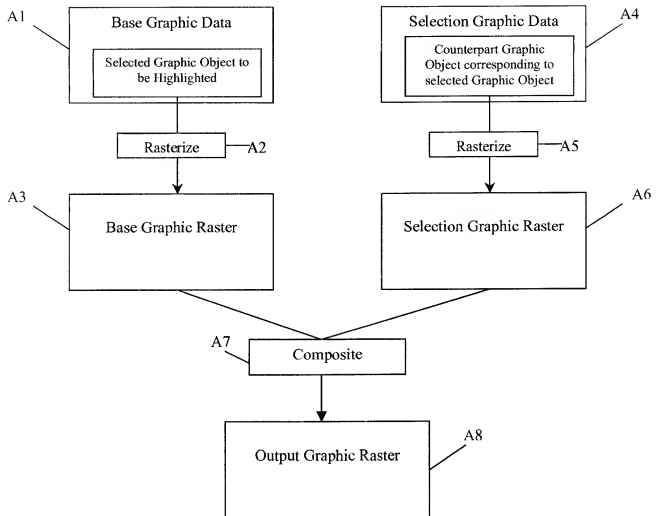 A1
Base Graphic Data
Selected Graphic Object to
be Highlighted
Selection Graphic Data
A4
Counterpart Graphic
Object corresponding to
selected Graphic Object
Rasterize
A2
Rasterize
A5
A3
Base Graphic Raster
Selection Graphic Raster
A6
A7
Composite
Output Graphic Raster
A8